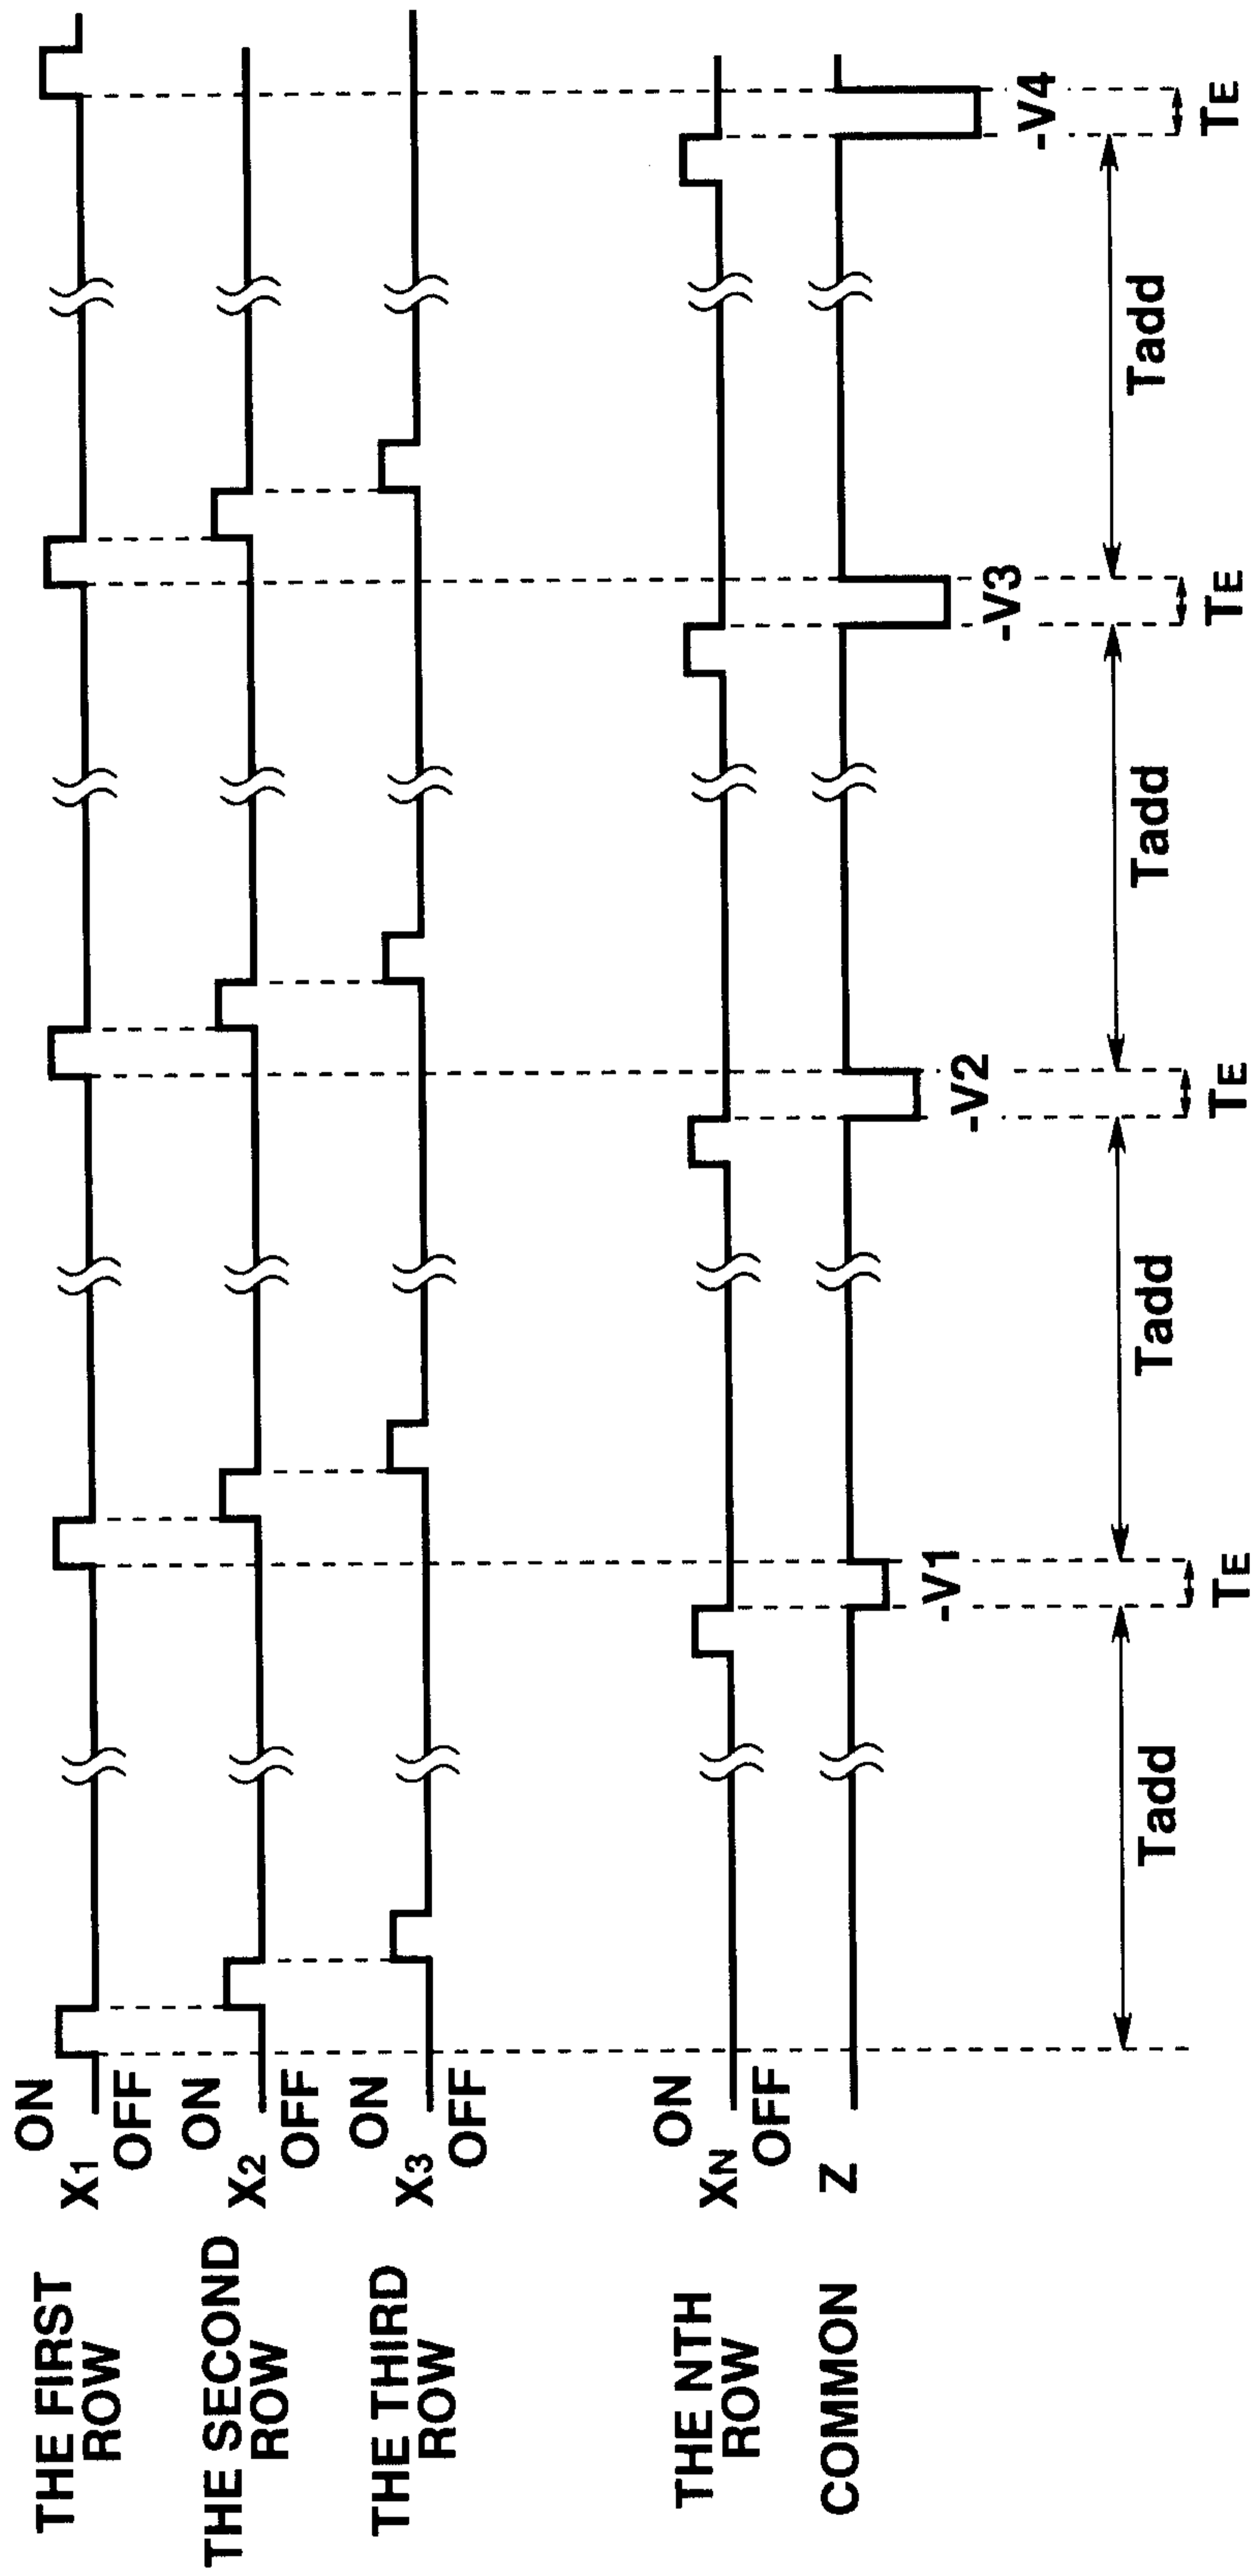 THE FIRST
ROW
X1
ON
OFF
THE SECOND
ROW
X2
ON
OFF
THE THIRD
ROW
X3
ON
OFF
THE NTH
ROW
XN
ON
OFF
COMMON
Z
-V1
-V2
-V3
-V4
Tadd
Tadd
Tadd
Tadd
TE
TE
TE
TE